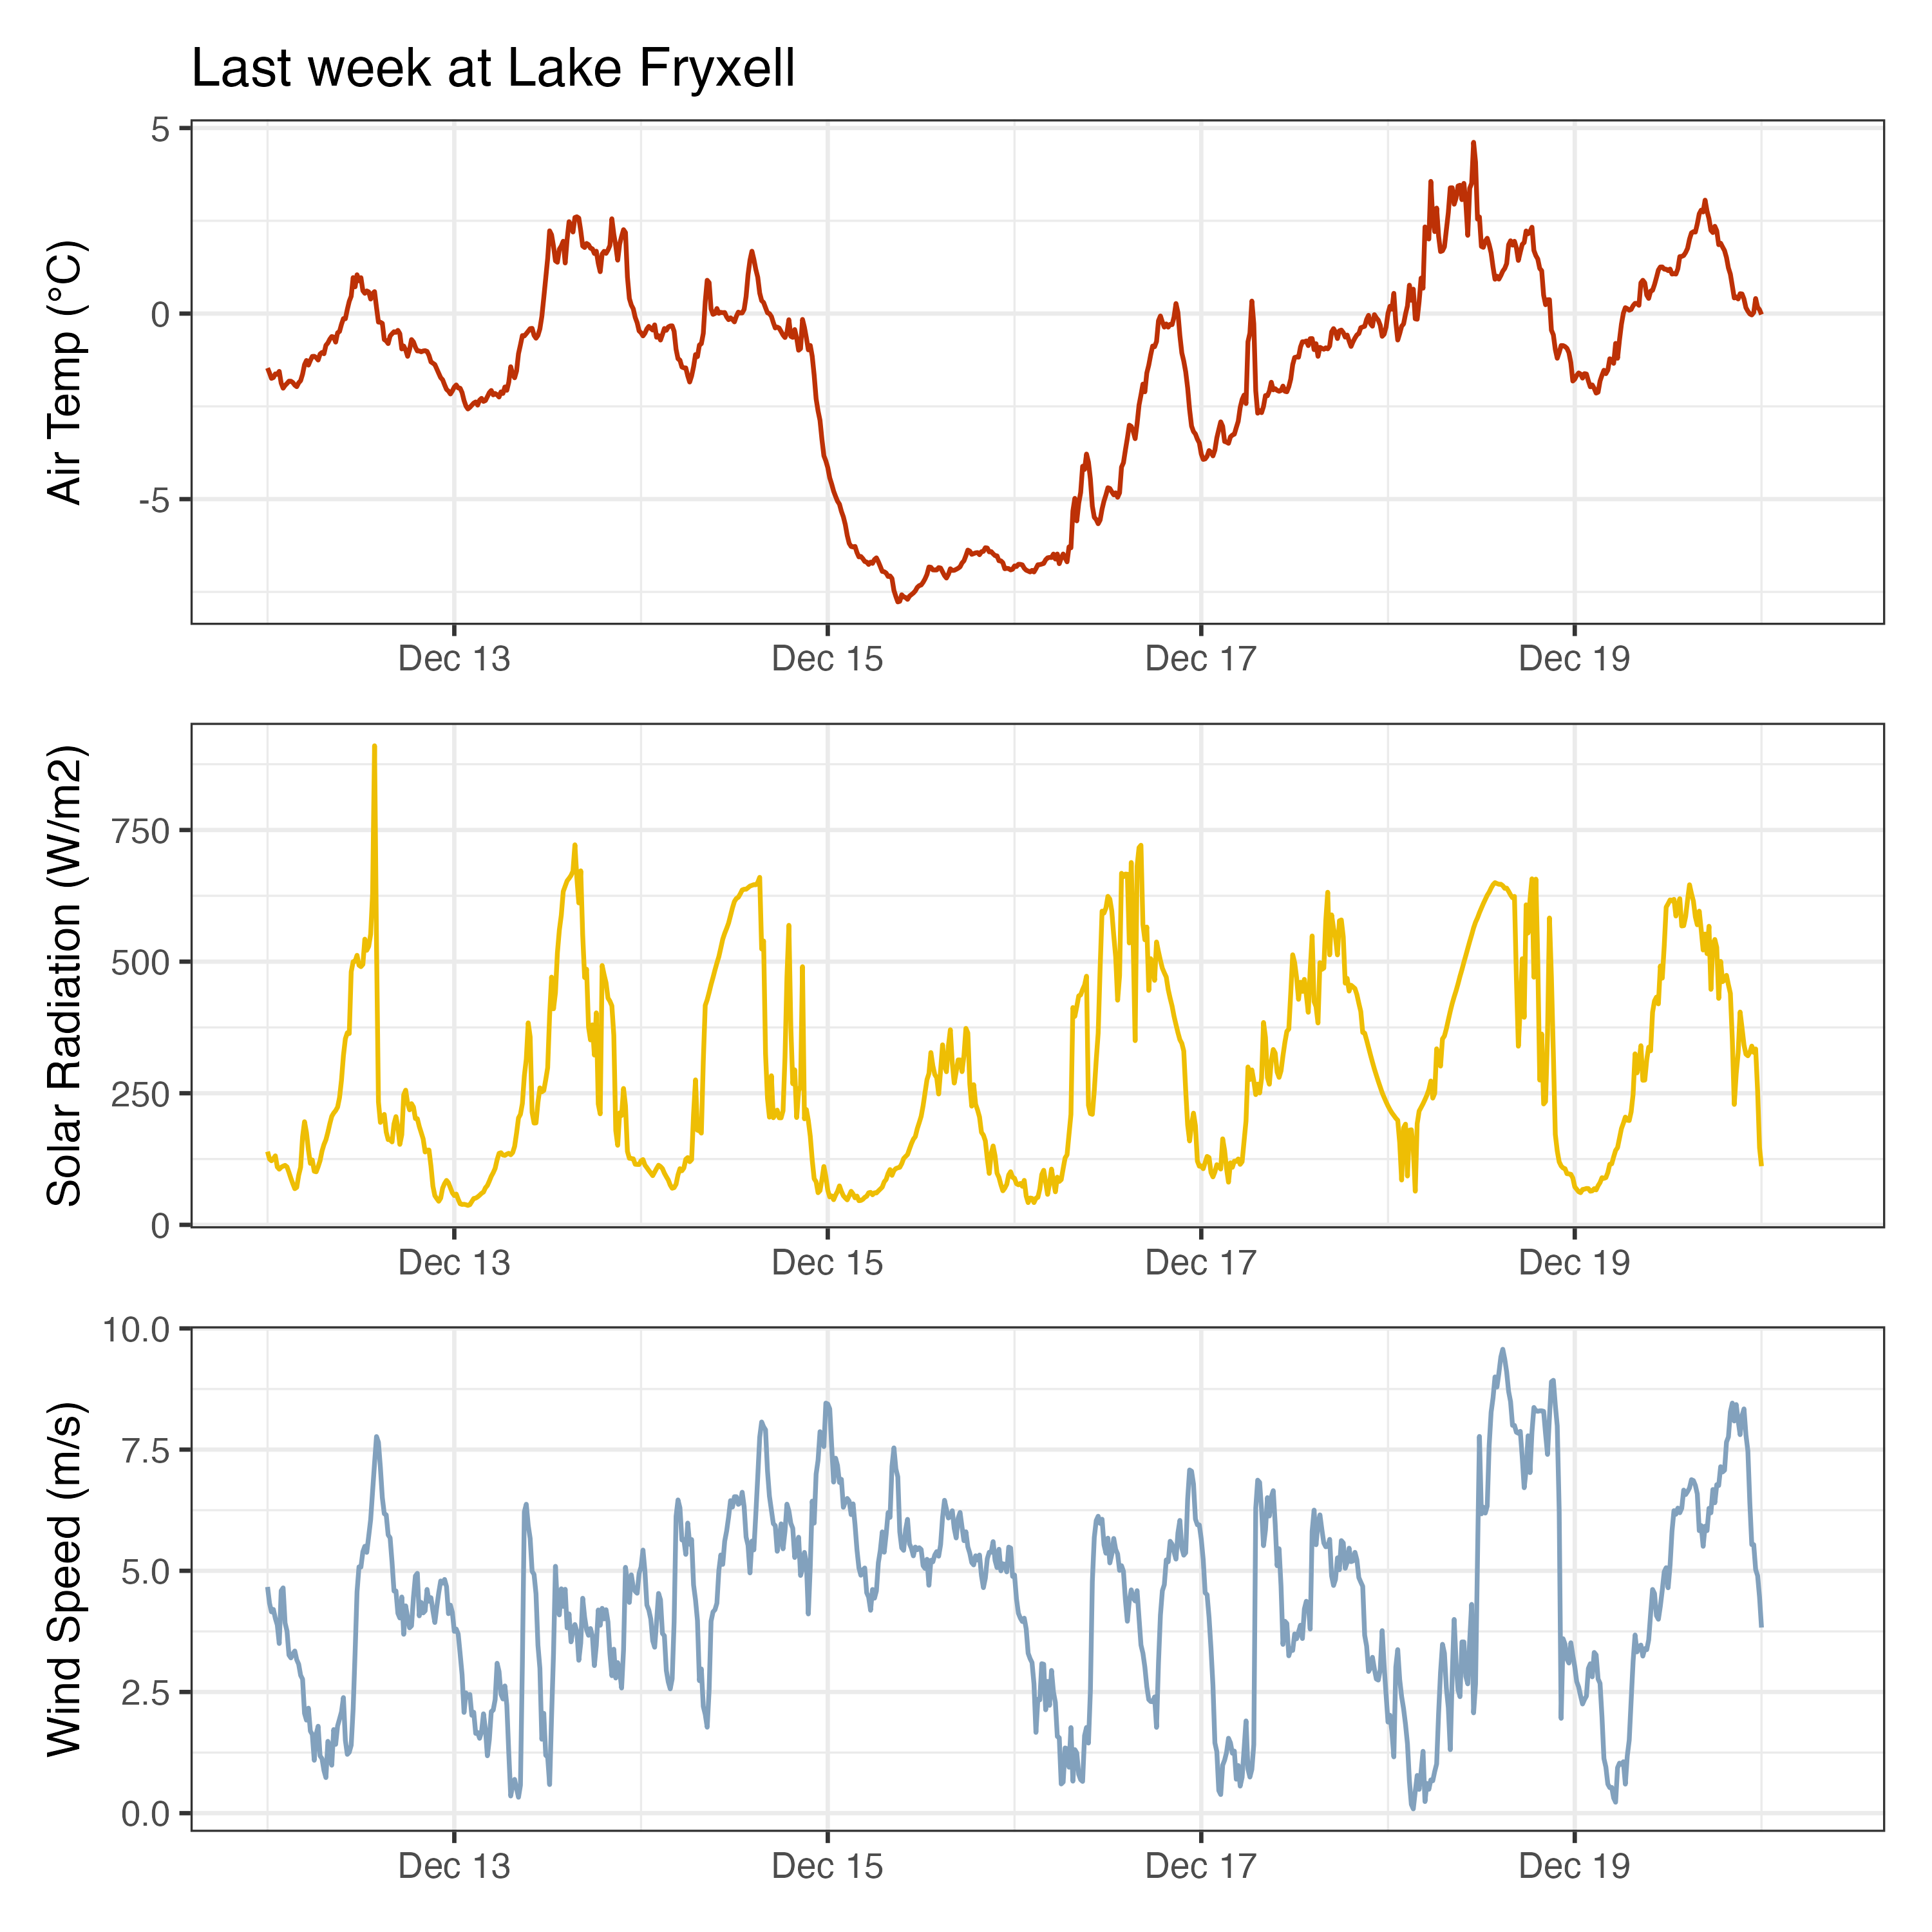 Last week at Lake Fryxell
Air Temp (°C)
5
0
-5
Dec 13 Dec 15 Dec 17 Dec 19
Solar Radiation (W/m2)
750
500
250
0
Dec 13 Dec 15 Dec 17 Dec 19
Wind Speed (m/s)
10.0
7.5
5.0
2.5
0.0
Dec 13 Dec 15 Dec 17 Dec 19